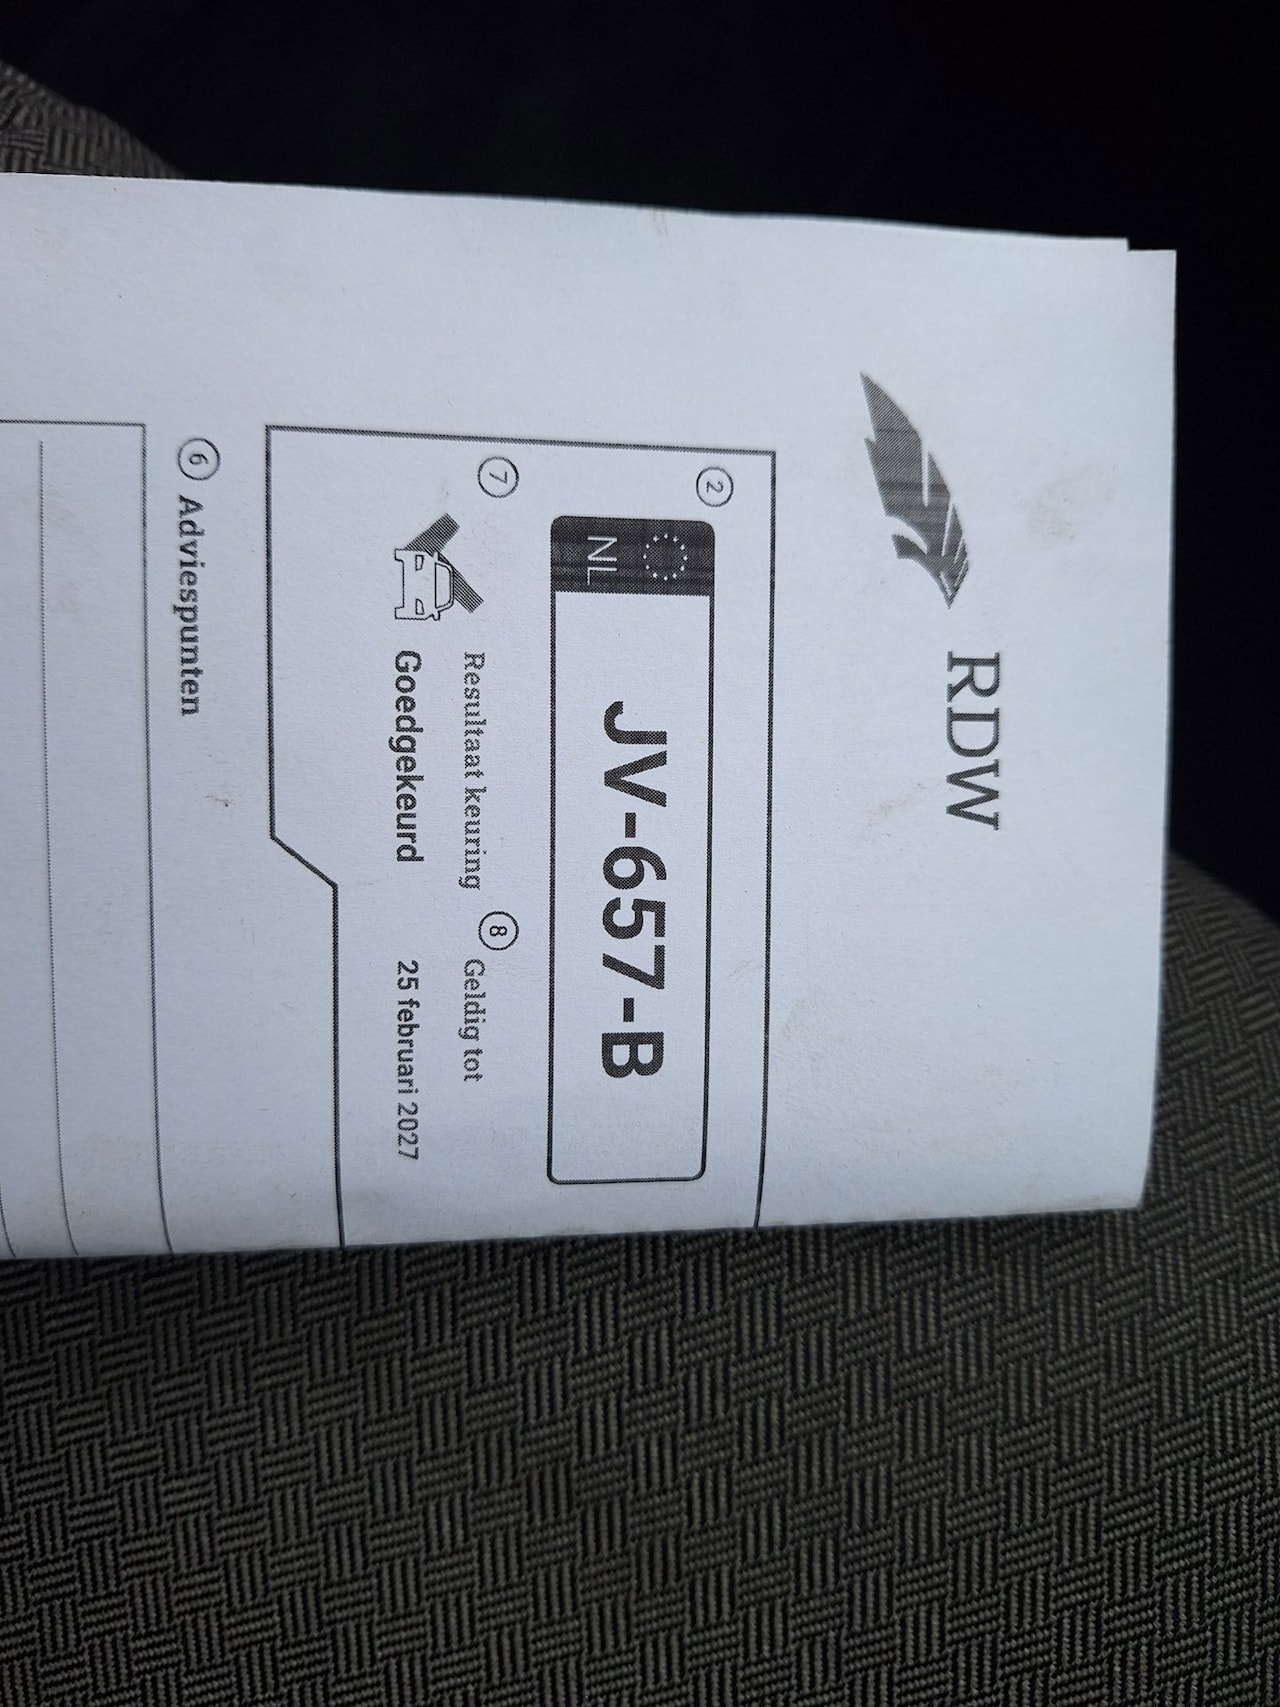 RDW
2
NL JV-657-B
7 Resultaat keuring 8 Geldig tot
Goedgekeurd 25 februari 2027
6 Adviespunten